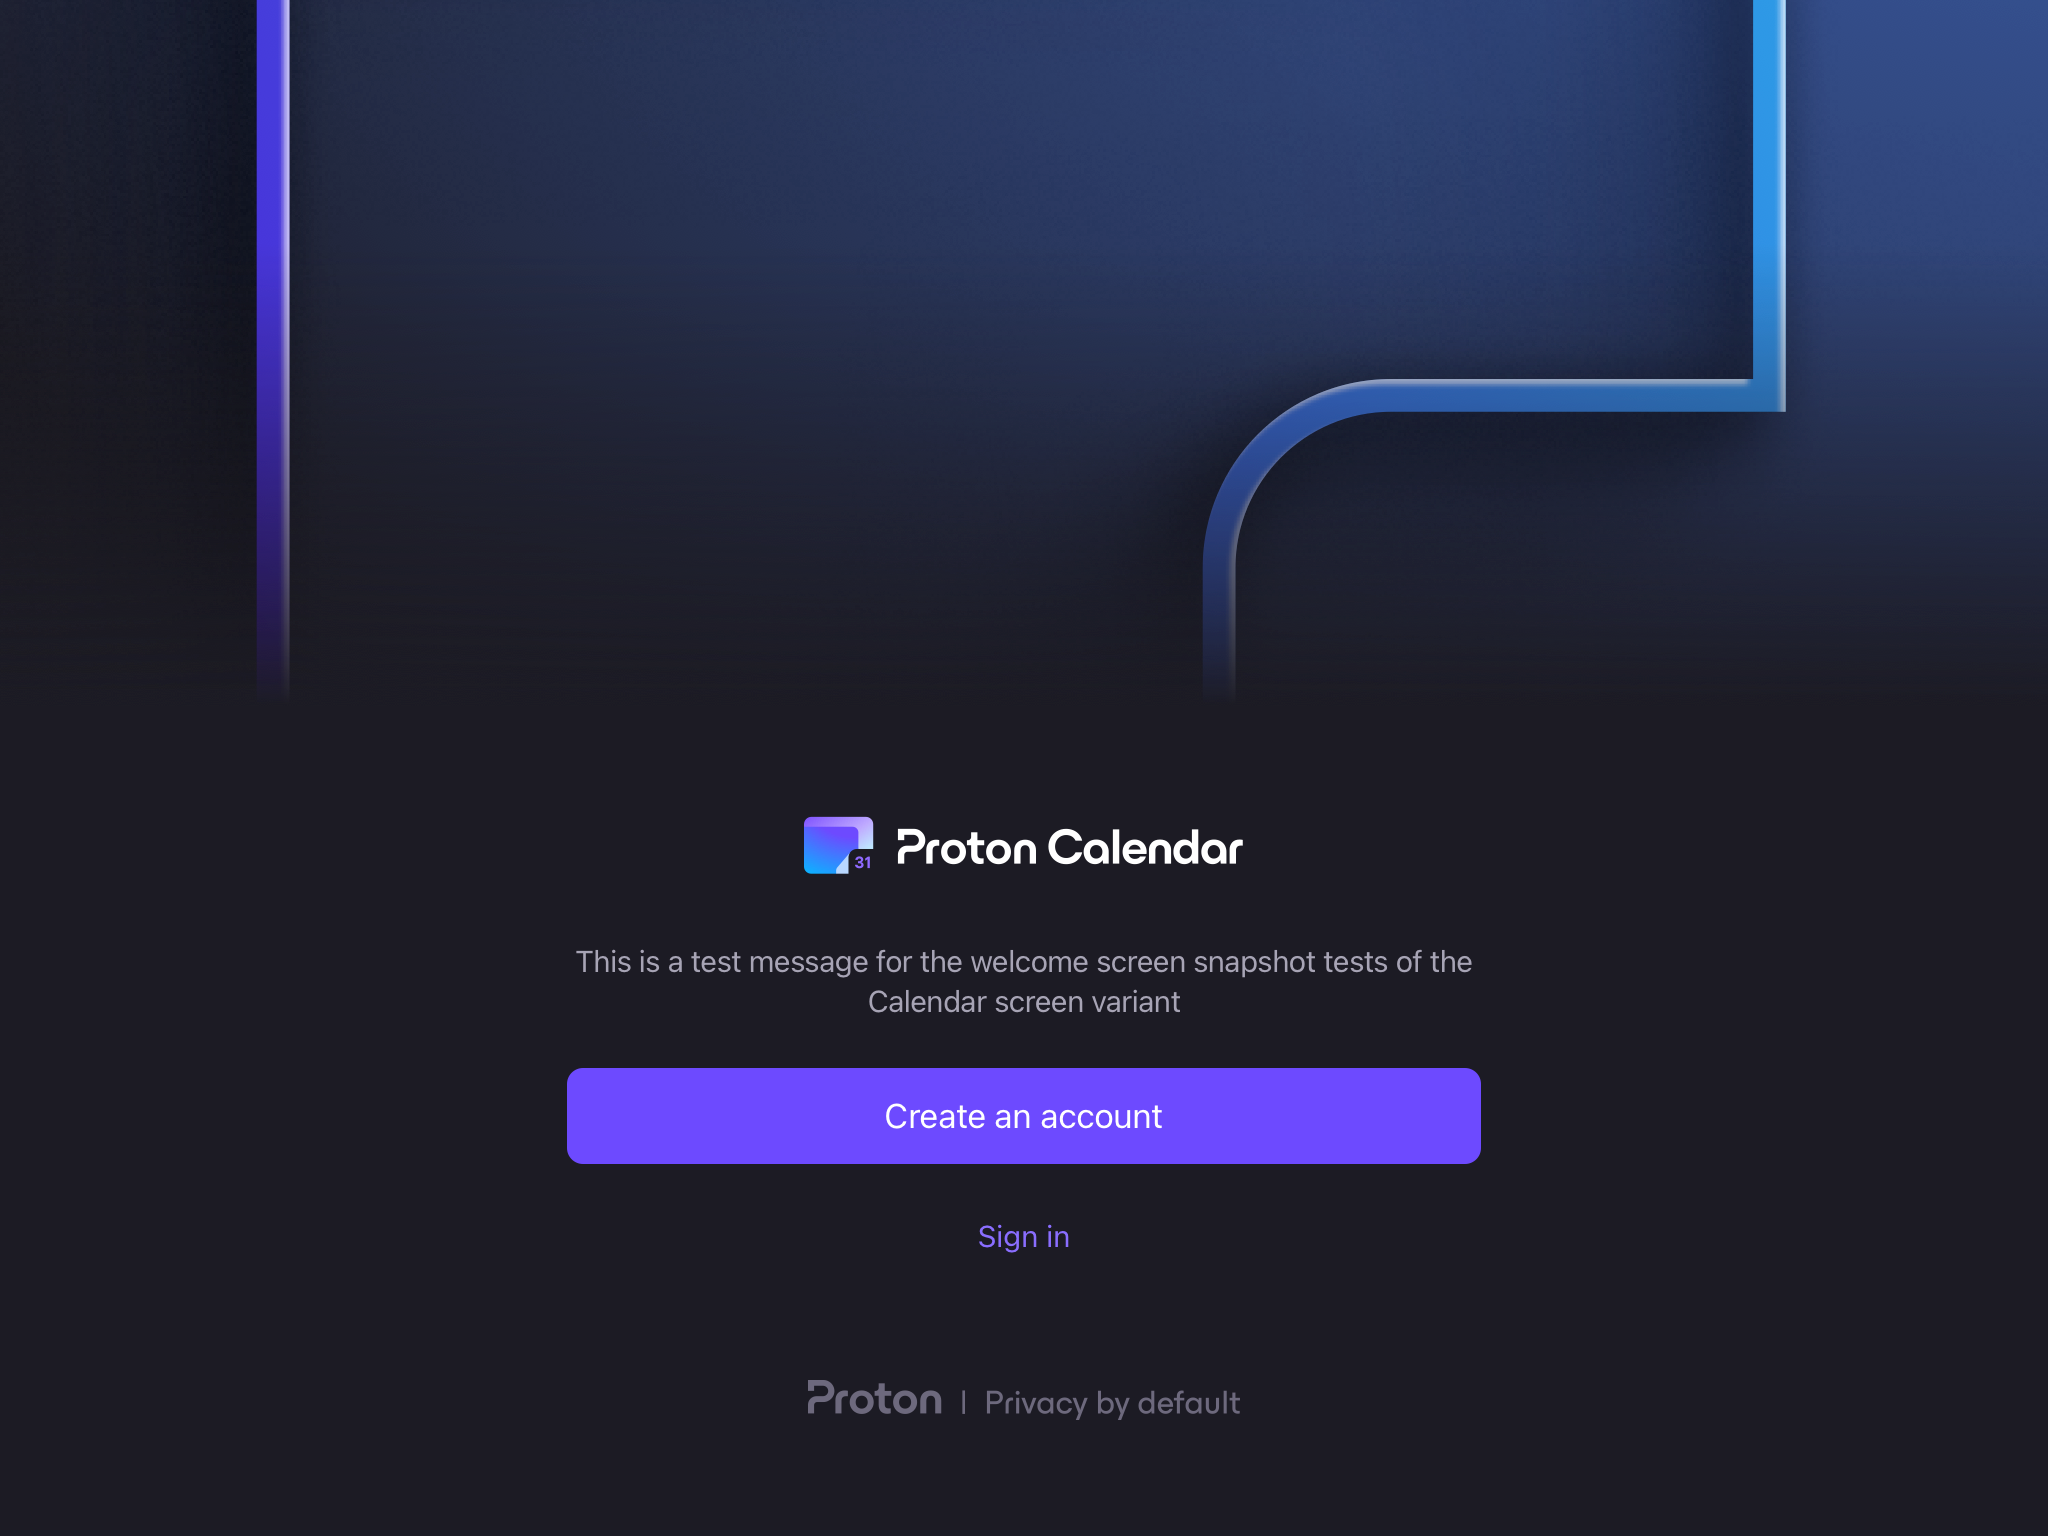 31
Proton Calendar
This is a test message for the welcome screen snapshot tests of the
Calendar screen variant
Create an account
Sign in
Proton | Privacy by default